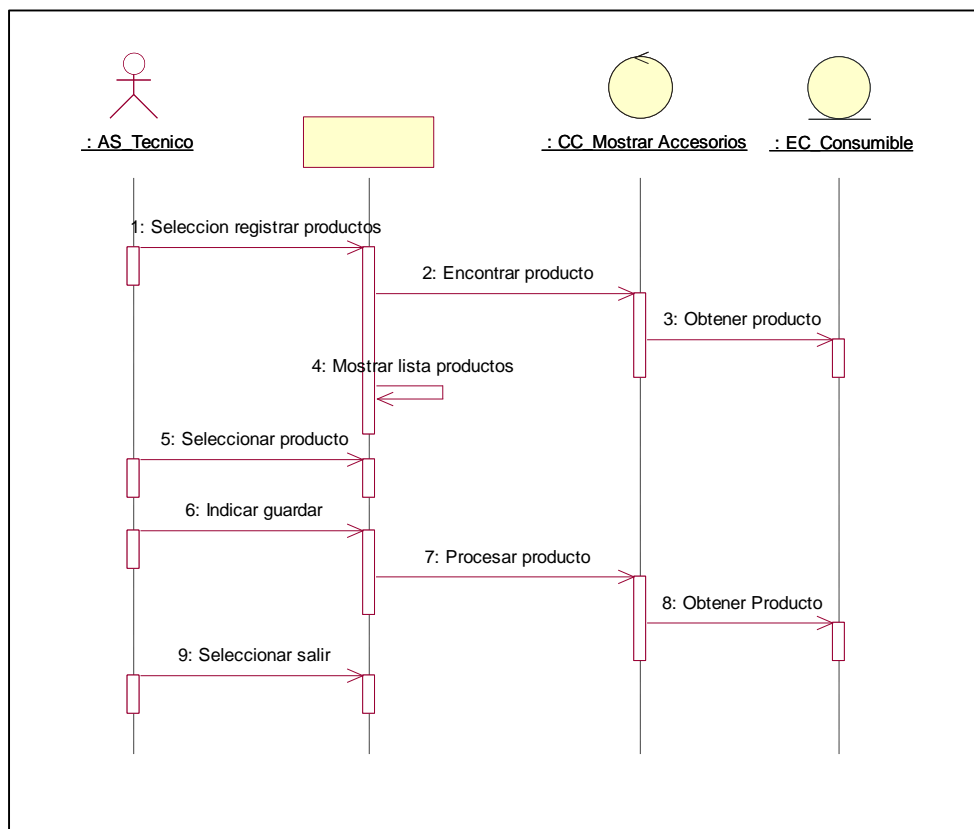 : AS_Tecnico
: CC_Mostrar Accesorios
: EC_Consumible
1: Seleccion registrar productos
2: Encontrar producto
3: Obtener producto
4: Mostrar lista productos
5: Seleccionar producto
6: Indicar guardar
7: Procesar producto
8: Obtener Producto
9: Seleccionar salir